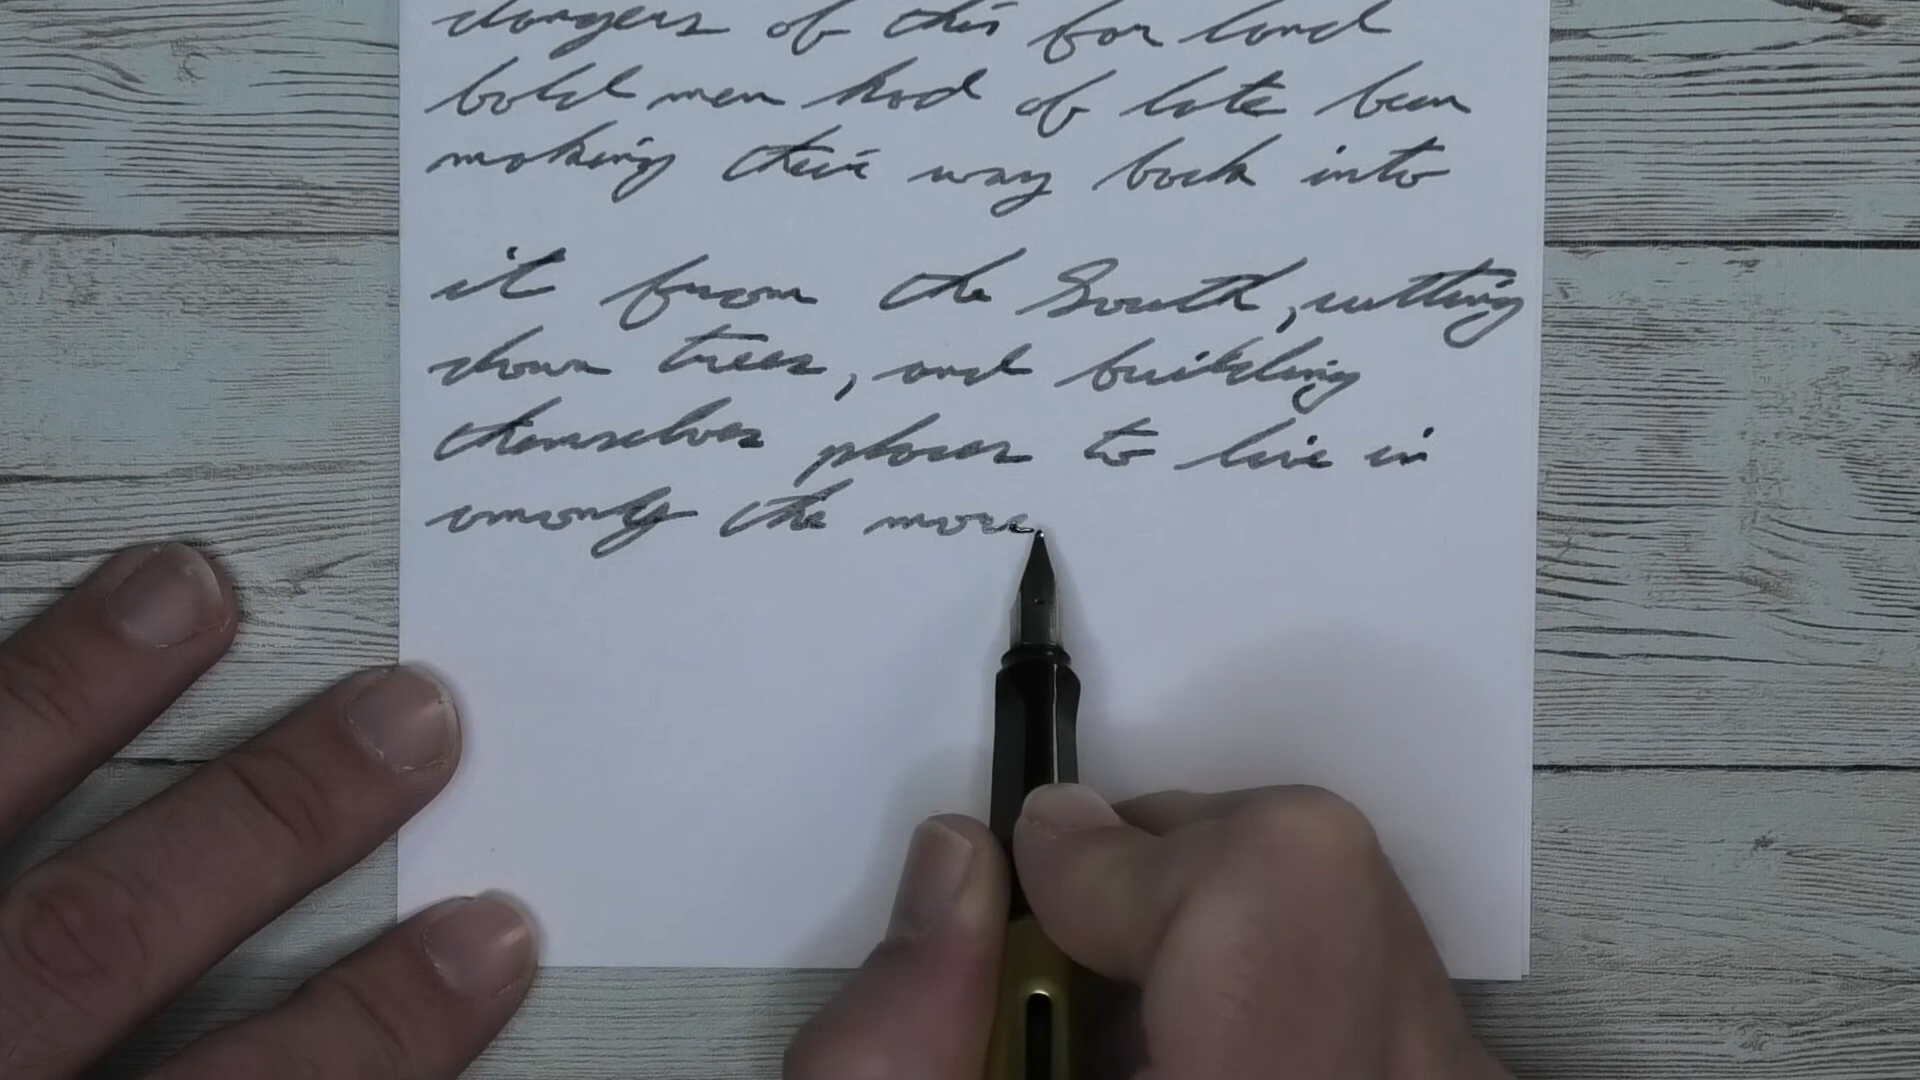 dangers of this far land
bold men had of late been
making their way back into
it from the South, cutting
down trees, and building
themselves places to live in
among the more